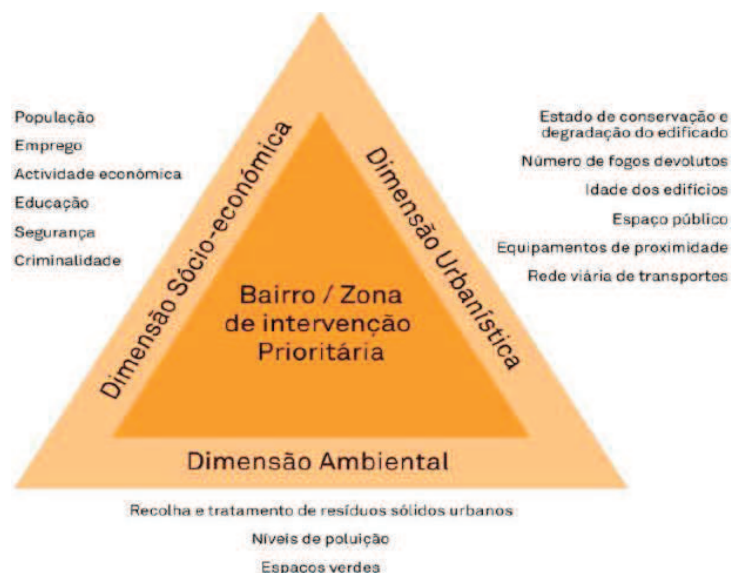 População
Emprego
Actividade económica
Educação
Segurança
Criminalidade
Dimensão Sócio-económica
Bairro / Zona
de intervenção
Prioritária
Dimensão Urbanística
Estado de conservação e
degradação do edificado
Número de fogos devolutos
Idade dos edifícios
Espaço público
Equipamentos de proximidade
Rede viária de transportes
Dimensão Ambiental
Recolha e tratamento de resíduos sólidos urbanos
Níveis de poluição
Espaços verdes